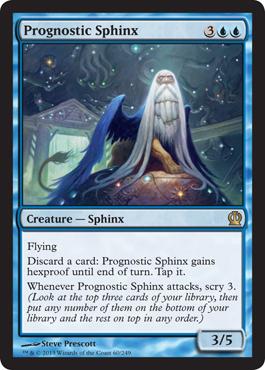 Prognostic Sphinx 3
Creature — Sphinx
Flying
Discard a card: Prognostic Sphinx gains
hexproof until end of turn. Tap it.
Whenever Prognostic Sphinx attacks, scry 3.
(Look at the top three cards of your library, then
put any number of them on the bottom of your
library and the rest on top in any order.)
3/5
Steve Prescott
™ & © 2013 Wizards of the Coast 60/249